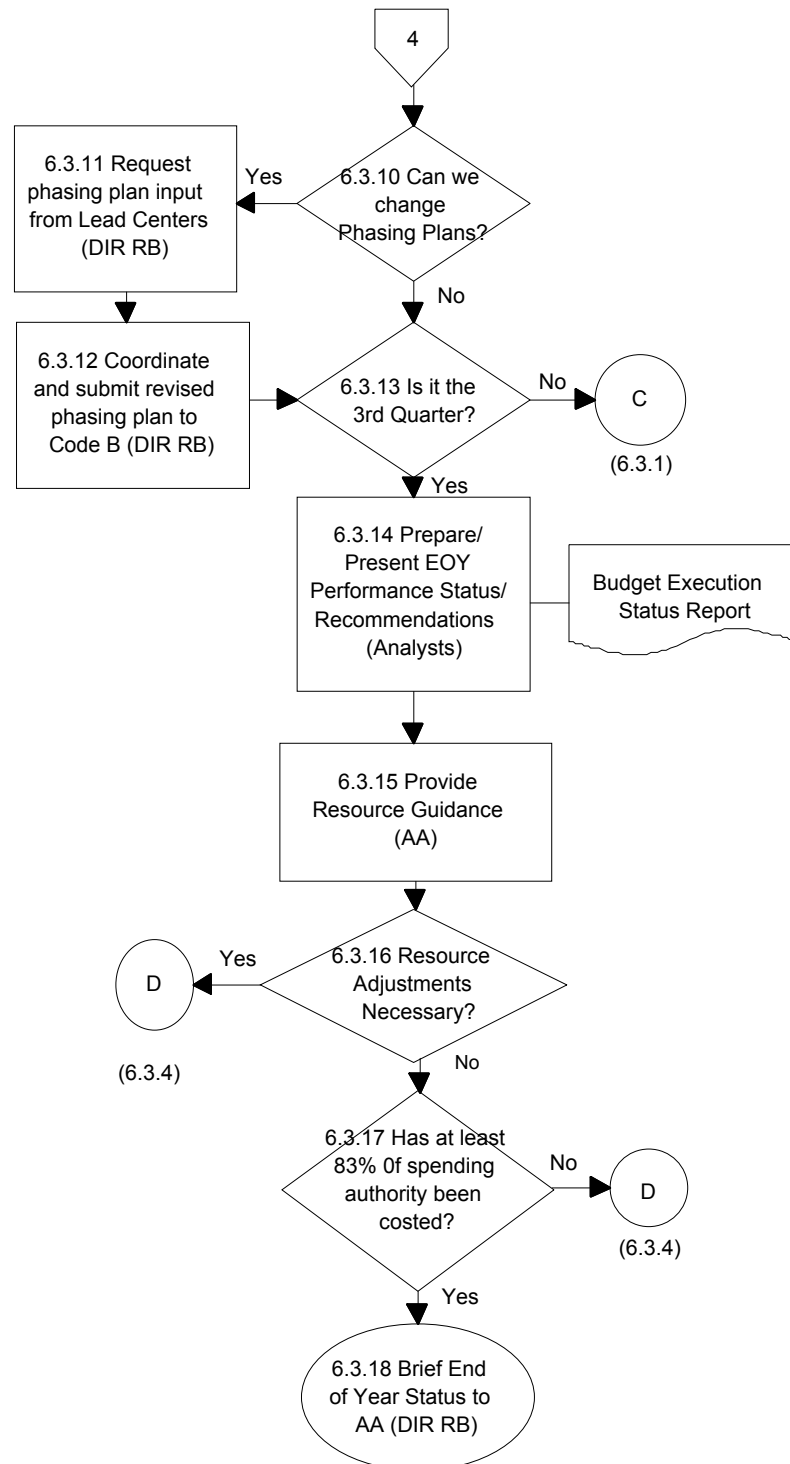 4
6.3.11 Request
phasing plan input
from Lead Centers
(DIR RB)
Yes
6.3.10 Can we
change
Phasing Plans?
No
6.3.12 Coordinate
and submit revised
phasing plan to
Code B (DIR RB)
6.3.13 Is it the
3rd Quarter?
No
C
(6.3.1)
Yes
6.3.14 Prepare/
Present EOY
Performance Status/
Recommendations
(Analysts)
Budget Execution
Status Report
6.3.15 Provide
Resource Guidance
(AA)
D
Yes
(6.3.4)
6.3.16 Resource
Adjustments
Necessary?
No
6.3.17 Has at least
83% 0f spending
authority been
costed?
No
D
(6.3.4)
Yes
6.3.18 Brief End
of Year Status to
AA (DIR RB)